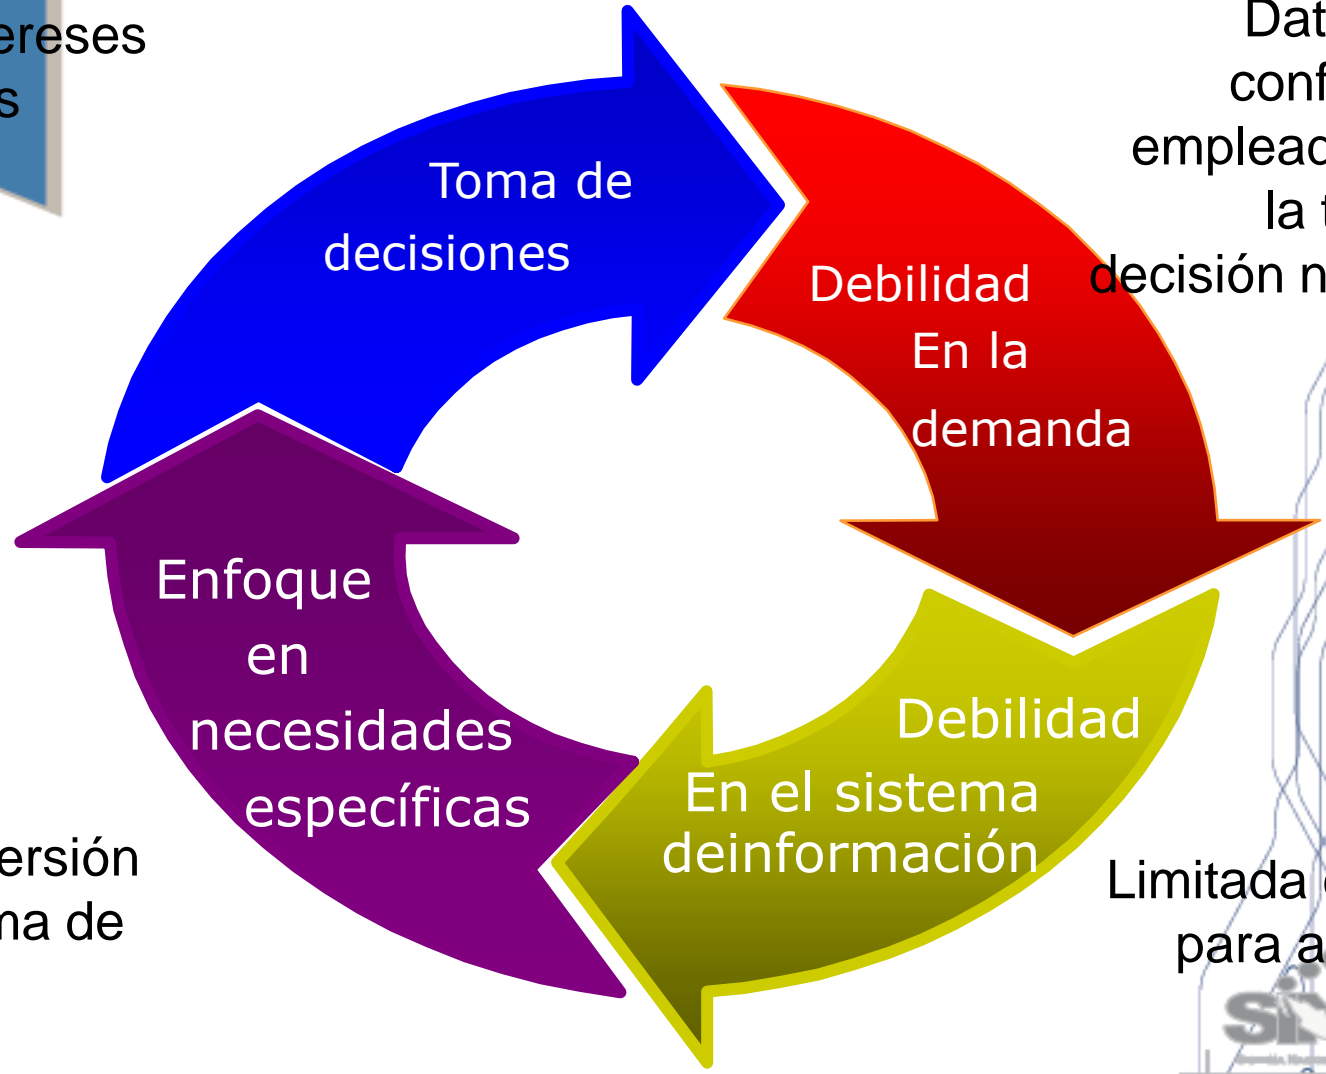 ereses
s
Dat
conf
emplead
la t
decisión n
Toma de
decisiones
Debilidad
En la
demanda
Enfoque
en
necesidades
específicas
Debilidad
En el sistema
deinformación
ersión
ma de
Limitada
para a